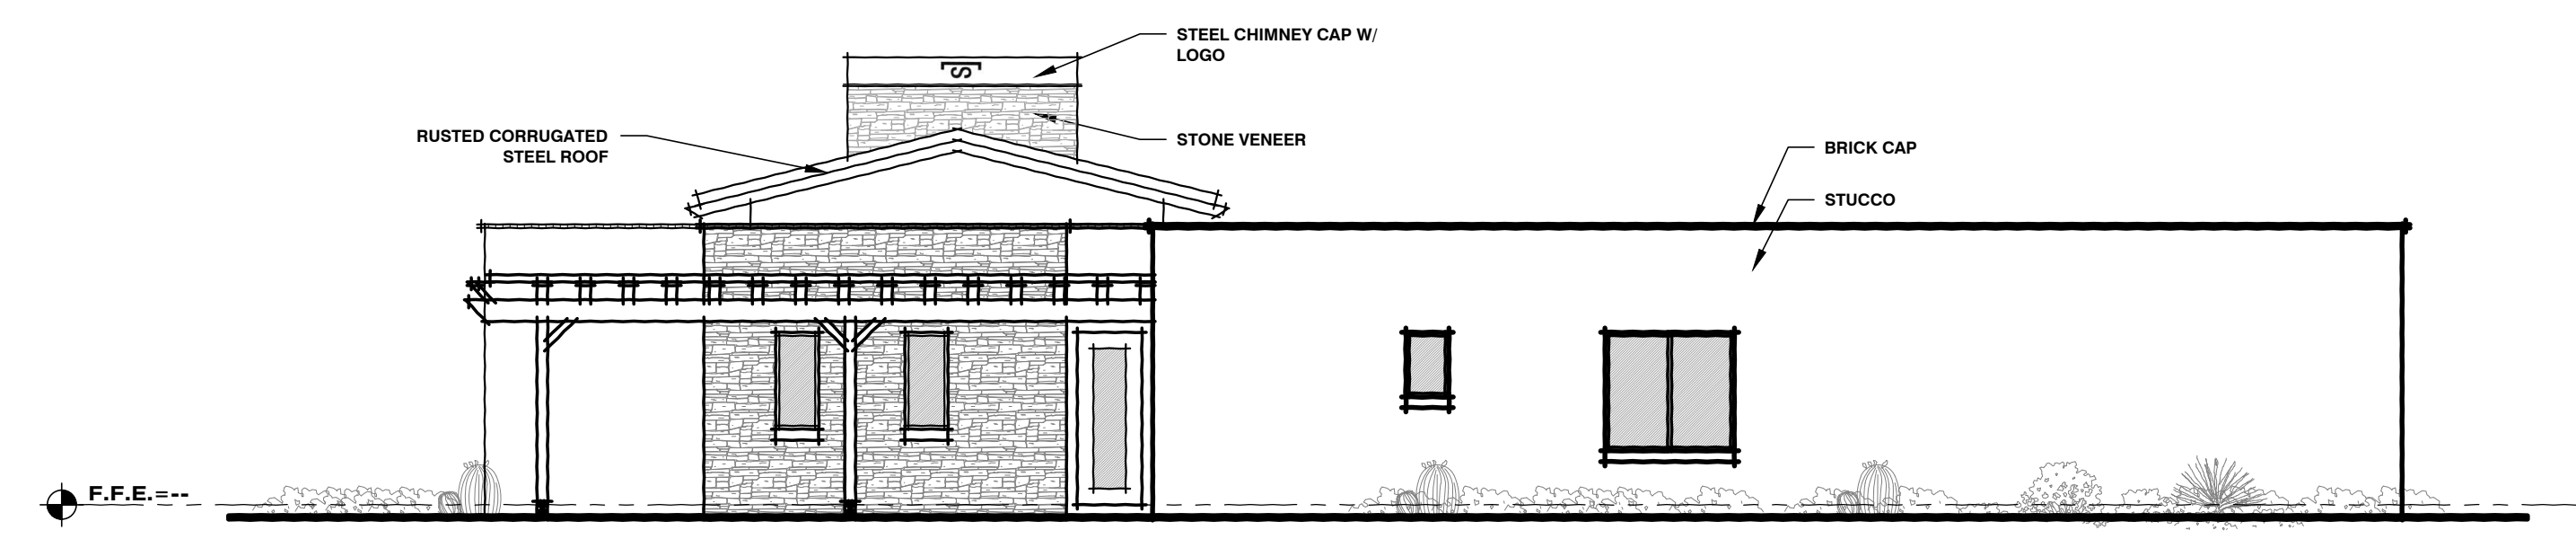 STEEL CHIMNEY CAP W/
LOGO
S
RUSTED CORRUGATED
STEEL ROOF
STONE VENEER
BRICK CAP
STUCCO
F.F.E.=--